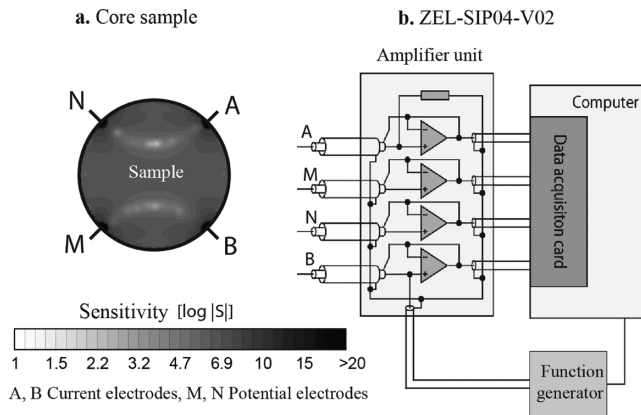 a. Core sample
N
A
Sample
M
B
Sensitivity [log |S|]
1 1.5 2.2 3.2 4.7 6.9 10 15 >20
A, B Current electrodes, M, N Potential electrodes
b. ZEL-SIP04-V02
Amplifier unit
A
M
N
B
− +
− +
− +
− +
Computer
Data acquisiton card
Function
generator